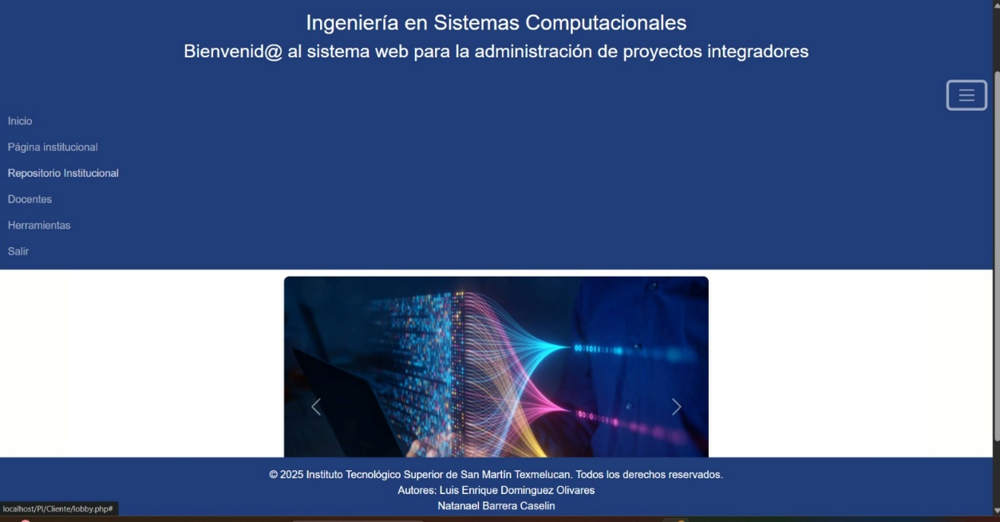 Ingeniería en Sistemas Computacionales
Bienvenid@ al sistema web para la administración de proyectos integradores
Inicio
Página institucional
Repositorio Institucional
Docentes
Herramientas
Salir
© 2025 Instituto Tecnológico Superior de San Martín Texmelucan. Todos los derechos reservados.
Autores: Luis Enrique Dominguez Olivares
Natanael Barrera Caselin
localhost/PI/Cliente/lobby.php#